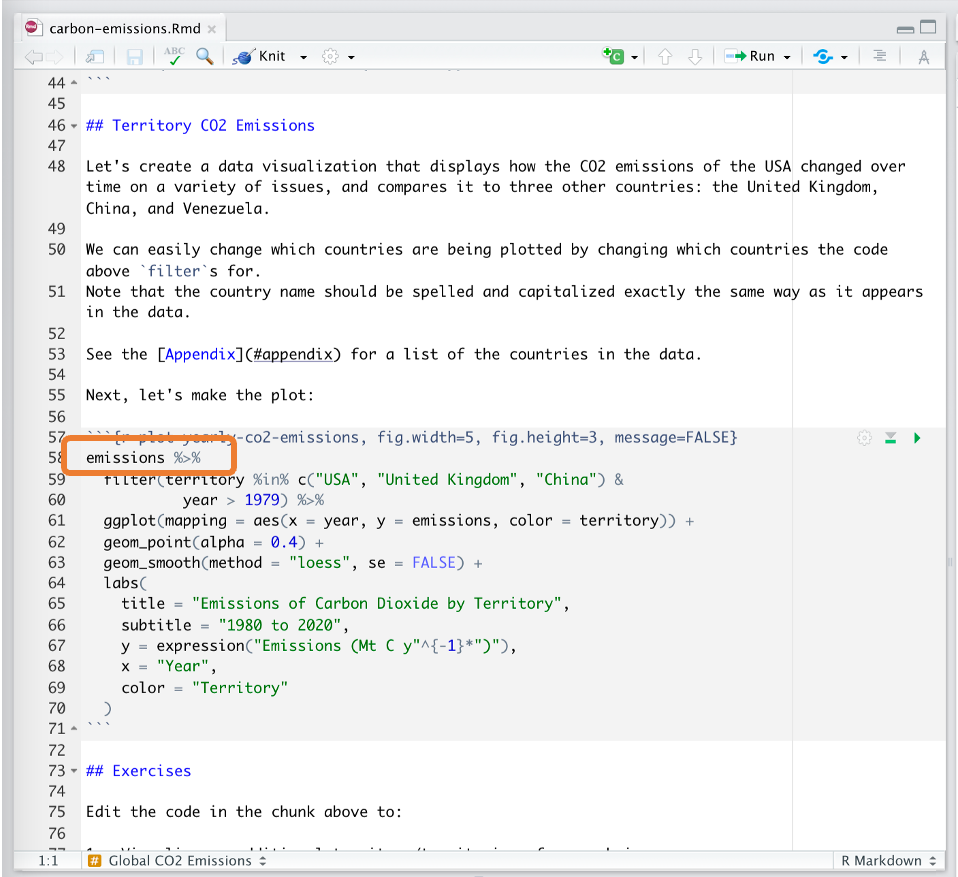 carbon-emissions.Rmd
ABC
Knit
Run
44 ```
45
46 ## Territory CO2 Emissions
47
48 Let's create a data visualization that displays how the CO2 emissions of the USA changed over
time on a variety of issues, and compares it to three other countries: the United Kingdom,
China, and Venezuela.
49
50 We can easily change which countries are being plotted by changing which countries the code
above `filter`s for.
51 Note that the country name should be spelled and capitalized exactly the same way as it appears
in the data.
52
53 See the [Appendix](#appendix) for a list of the countries in the data.
54
55 Next, let's make the plot:
56
57 ```{r plot-yearly-co2-emissions, fig.width=5, fig.height=3, message=FALSE}
58 emissions %>%
59 filter(territory %in% c("USA", "United Kingdom", "China") &
60 year > 1979) %>%
61 ggplot(mapping = aes(x = year, y = emissions, color = territory)) +
62 geom_point(alpha = 0.4) +
63 geom_smooth(method = "loess", se = FALSE) +
64 labs(
65 title = "Emissions of Carbon Dioxide by Territory",
66 subtitle = "1980 to 2020",
67 y = expression("Emissions (Mt C y"^{-1}*")"),
68 x = "Year",
69 color = "Territory"
70 )
71 ```
72
73 ## Exercises
74
75 Edit the code in the chunk above to:
76
1:1 # Global CO2 Emissions R Markdown